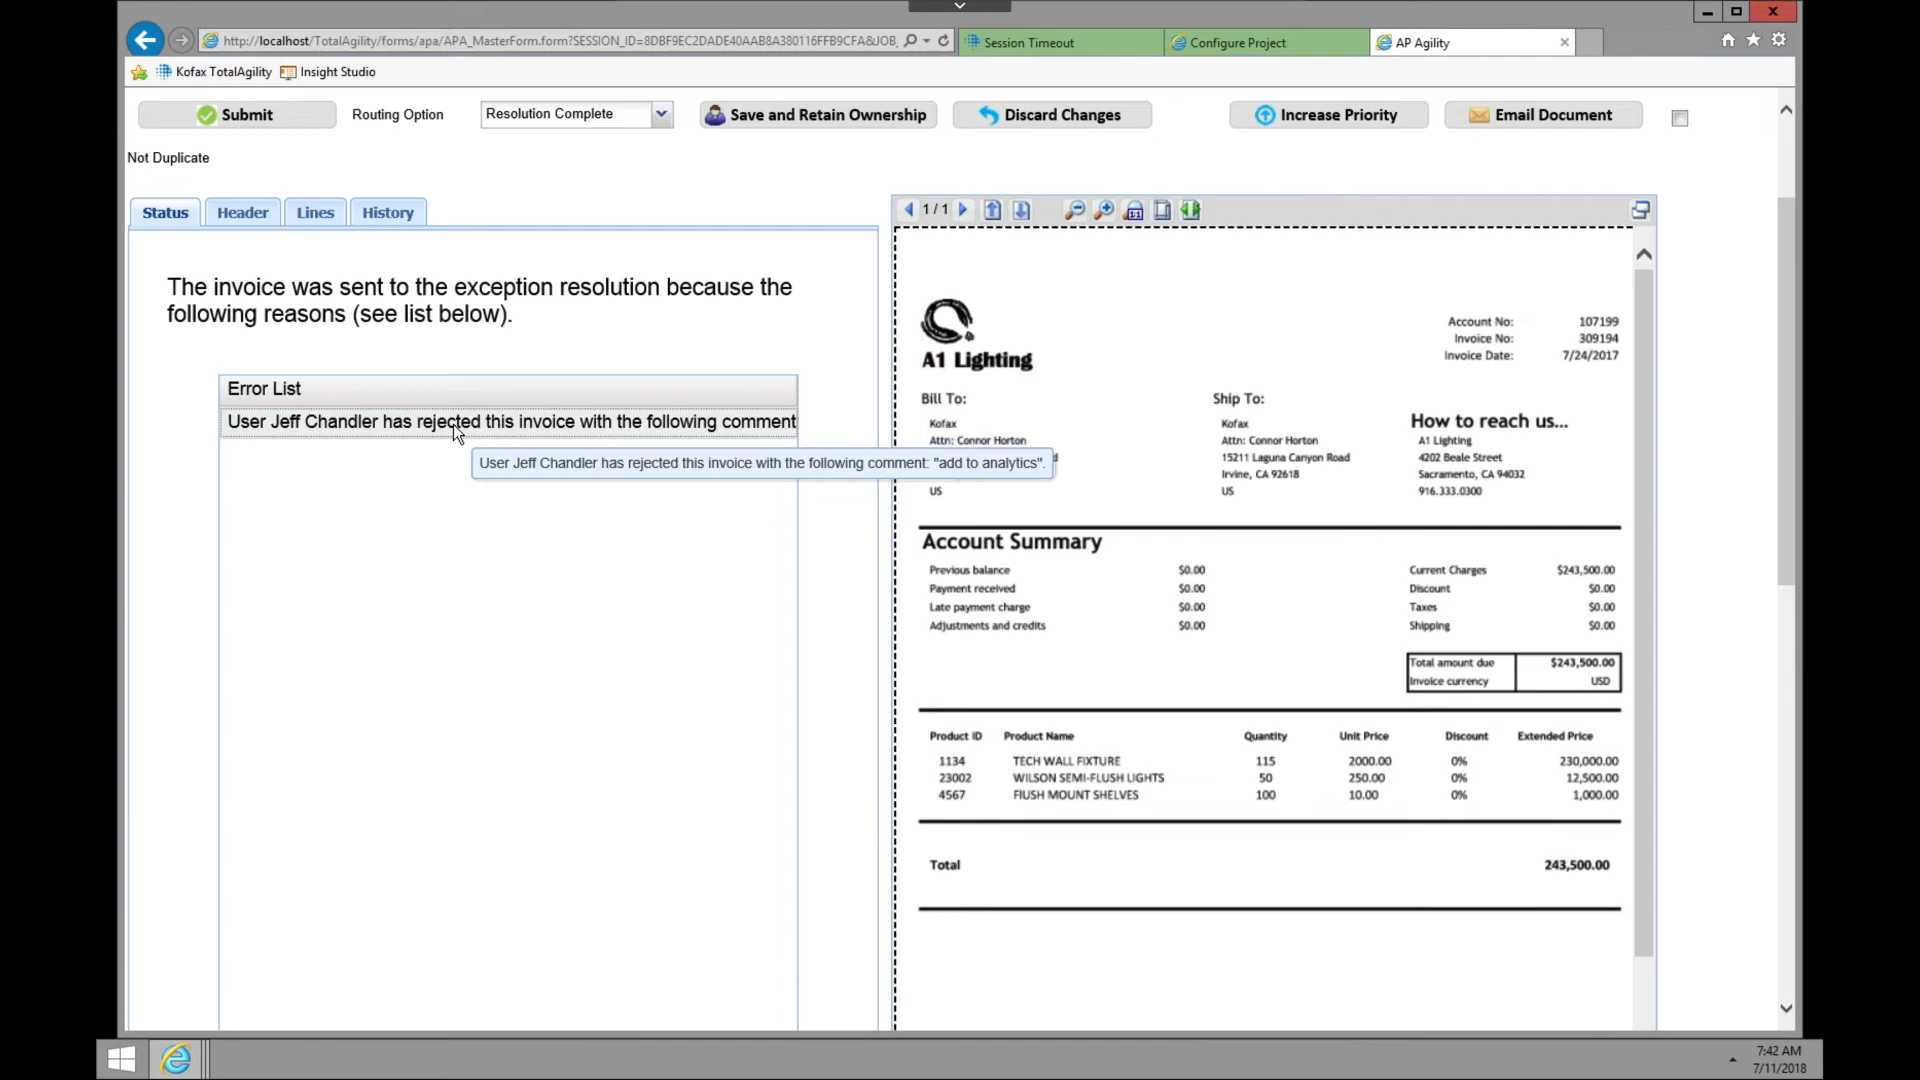 http://localhost/TotalAgility/forms/apa/APA_MasterForm.form?SESSION_ID=8DBF9EC2DADE40AAB8A380116FFB9CFA&JOB_
Session Timeout
Configure Project
AP Agility
Kofax TotalAgility
Insight Studio
Submit
Routing Option
Resolution Complete
Save and Retain Ownership
Discard Changes
Increase Priority
Email Document
Not Duplicate
Status
Header
Lines
History
The invoice was sent to the exception resolution because the
following reasons (see list below).
Error List
User Jeff Chandler has rejected this invoice with the following comment
User Jeff Chandler has rejected this invoice with the following comment: "add to analytics".
1 / 1
A1 Lighting
Account No: 107199
Invoice No: 309194
Invoice Date: 7/24/2017
Bill To:
Kofax
Attn: Connor Horton
US
Ship To:
Kofax
Attn: Connor Horton
15211 Laguna Canyon Road
Irvine, CA 92618
US
How to reach us...
A1 Lighting
4202 Beale Street
Sacramento, CA 94032
916.333.0300
Account Summary
Previous balance $0.00
Payment received $0.00
Late payment charge $0.00
Adjustments and credits $0.00
Current Charges $243,500.00
Discount $0.00
Taxes $0.00
Shipping $0.00
Total amount due $243,500.00
Invoice currency USD
Product ID Product Name Quantity Unit Price Discount Extended Price
1134 TECH WALL FIXTURE 115 2000.00 0% 230,000.00
23002 WILSON SEMI-FLUSH LIGHTS 50 250.00 0% 12,500.00
4567 FlUSH MOUNT SHELVES 100 10.00 0% 1,000.00
Total 243,500.00
7:42 AM
7/11/2018